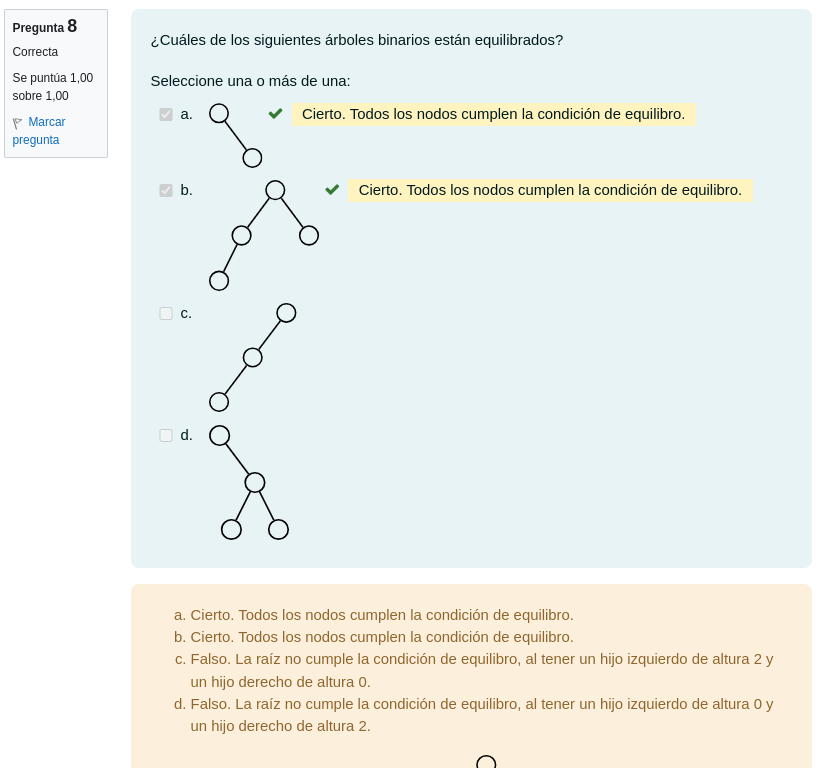 Pregunta 8
Correcta
Se puntúa 1,00
sobre 1,00
Marcar
pregunta
¿Cuáles de los siguientes árboles binarios están equilibrados?
Seleccione una o más de una:
a. Cierto. Todos los nodos cumplen la condición de equilibro.
b. Cierto. Todos los nodos cumplen la condición de equilibro.
c.
d.
a. Cierto. Todos los nodos cumplen la condición de equilibro.
b. Cierto. Todos los nodos cumplen la condición de equilibro.
c. Falso. La raíz no cumple la condición de equilibro, al tener un hijo izquierdo de altura 2 y
un hijo derecho de altura 0.
d. Falso. La raíz no cumple la condición de equilibro, al tener un hijo izquierdo de altura 0 y
un hijo derecho de altura 2.